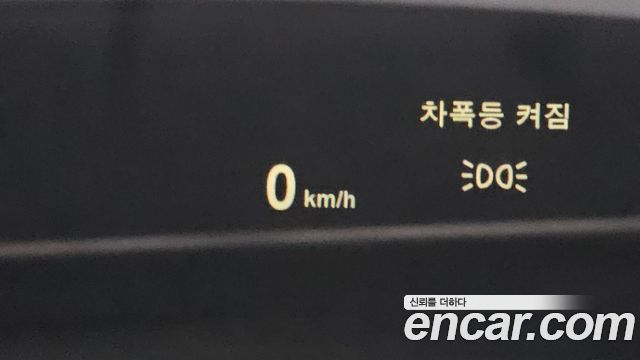 차폭등 켜짐
0 km/h
신뢰를 더하다
encar.com